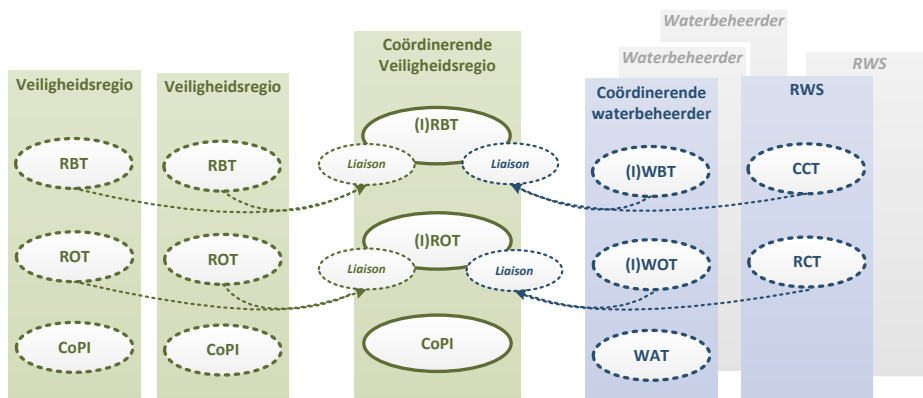 Waterbeheerder
Waterbeheerder
RWS
Coördinerende
Veiligheidsregio
Veiligheidsregio
Veiligheidsregio
Coördinerende
waterbeheerder
RWS
(I)RBT
RBT
RBT
Liaison
Liaison
(I)WBT
CCT
(I)ROT
ROT
ROT
Liaison
Liaison
(I)WOT
RCT
CoPI
CoPI
CoPI
WAT